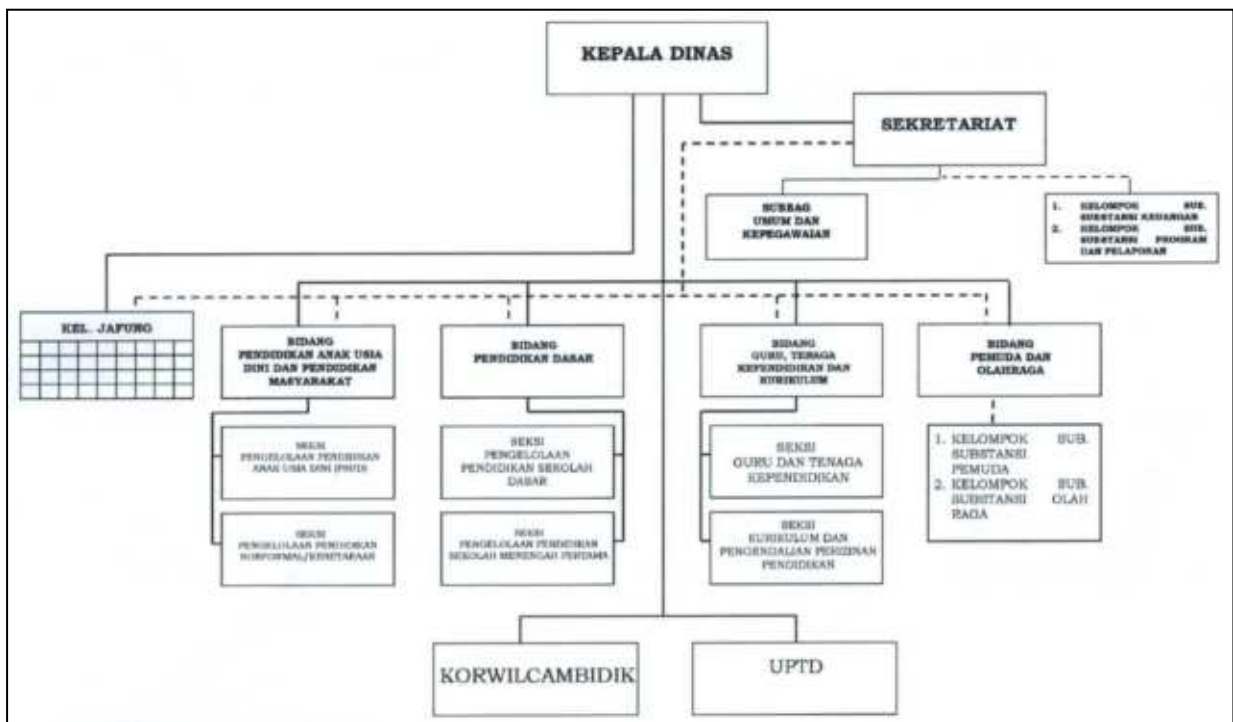 KEPALA DINAS
SEKRETARIAT
SUBBAG
UMUM DAN
KEPEGAWAIAN
1. KELOMPOK SUB.
SUBSTANSI KEUANGAN
2. KELOMPOK SUB.
SUBSTANSI PROGRAM
DAN PELAPORAN
KEL. JAFUNG
BIDANG
PENDIDIKAN ANAK USIA
DINI DAN PENDIDIKAN
MASYARAKAT
BIDANG
PENDIDIKAN DASAR
BIDANG
GURU, TENAGA
KEPENDIDIKAN DAN
KURIKULUM
BIDANG
PEMUDA DAN
OLAHRAGA
SEKSI
PENGELOLAAN PENDIDIKAN
ANAK USIA DINI (PAUD)
SEKSI
PENGELOLAAN
PENDIDIKAN SEKOLAH
DASAR
SEKSI
GURU DAN TENAGA
KEPENDIDIKAN
1. KELOMPOK SUB.
SUBSTANSI
PEMUDA
2. KELOMPOK SUB.
SUBSTANSI OLAH
RAGA
SEKSI
PENGELOLAAN PENDIDIKAN
NONFORMAL/KESETARAAN
SEKSI
PENGELOLAAN PENDIDIKAN
SEKOLAH MENENGAH PERTAMA
SEKSI
KURIKULUM DAN
PENGENDALIAN PERIZINAN
PENDIDIKAN
KORWILCAMBIDIK
UPTD